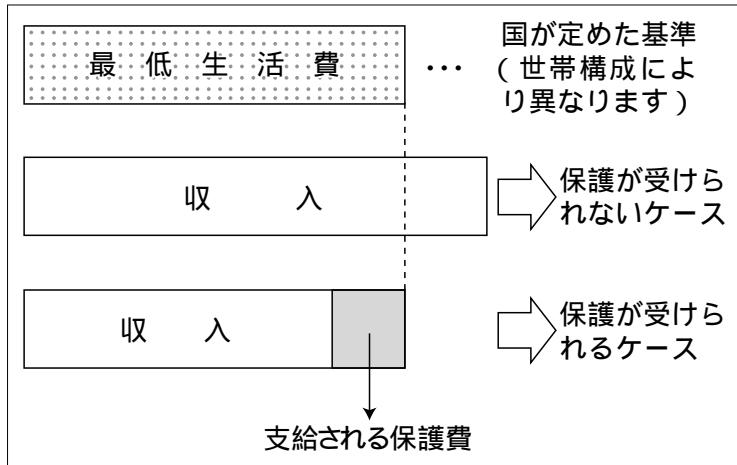 最低生活費
… 国が定めた基準
（世帯構成によ
り異なります）
収入
保護が受けら
れないケース
収入
保護が受けら
れるケース
支給される保護費